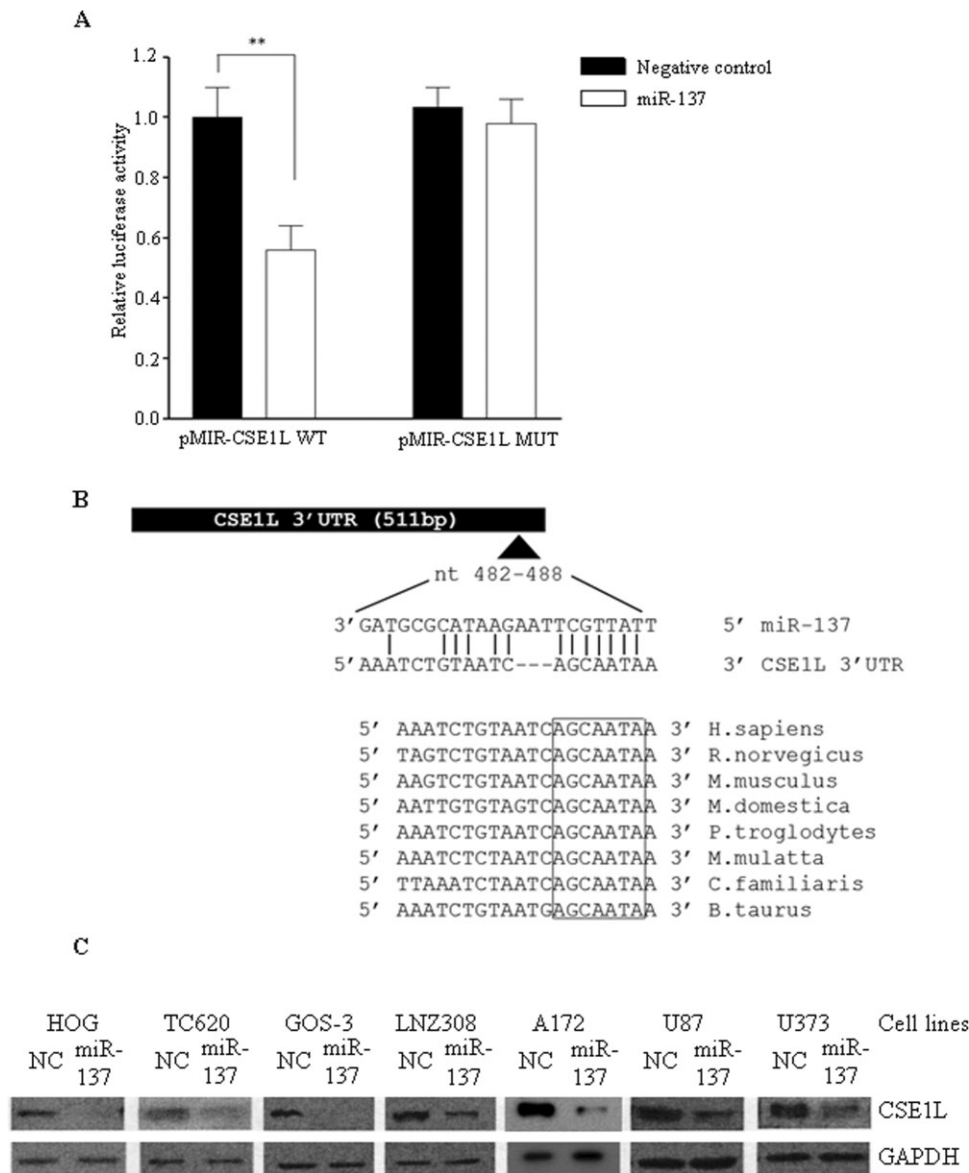 A
**
1.2
1.0
0.8
0.6
0.4
0.2
0.0
Relative luciferase activity
Negative control
miR-137
pMIR-CSE1L WT
pMIR-CSE1L MUT
B
CSE1L 3'UTR (511bp)
nt 482-488
3' GATGCGCATAAGAATTCGTTATT 5' miR-137
5' AAATCTGTAATC---AGCAATAA 3' CSE1L 3'UTR
5' AAATCTGTAATCAGCAATAA 3' H.sapiens
5' TAGTCTGTAATCAGCAATAA 3' R.norvegicus
5' AAGTCTGTAATCAGCAATAA 3' M.musculus
5' AATTGTGTAGTCAGCAATAA 3' M.domestica
5' AAATCTGTAATCAGCAATAA 3' P.troglodytes
5' AAATCTCTAATCAGCAATAA 3' M.mulatta
5' TTAAATCTAATCAGCAATAA 3' C.familiaris
5' AAATCTGTAATGAGCAATAA 3' B.taurus
C
HOG TC620 GOS-3 LNZ308 A172 U87 U373 Cell lines
NC miR-137 NC miR-137 NC miR-137 NC miR-137 NC miR-137 NC miR-137 NC miR-137
CSE1L
GAPDH